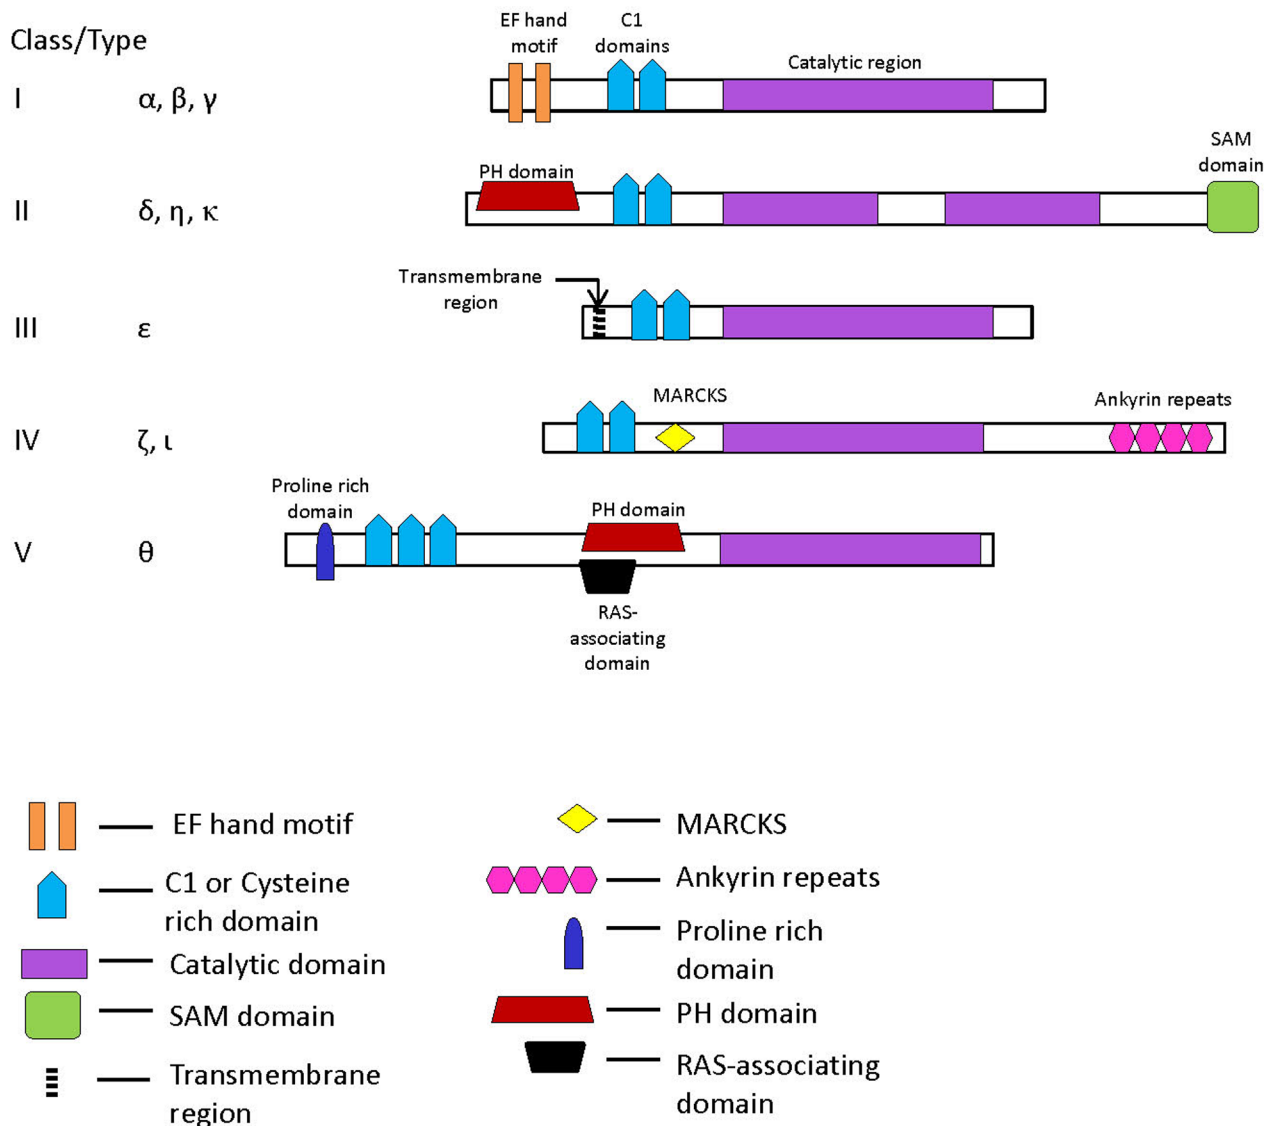 Class/Type
EF hand
motif
C1
domains
Catalytic region
I
α, β, γ
SAM
domain
PH domain
II
δ, η, κ
Transmembrane
region
III
ε
MARCKS
Ankyrin repeats
IV
ζ, ι
Proline rich
domain
PH domain
V
θ
RAS-
associating
domain
EF hand motif
C1 or Cysteine
rich domain
Catalytic domain
SAM domain
Transmembrane
region
MARCKS
Ankyrin repeats
Proline rich
domain
PH domain
RAS-associating
domain